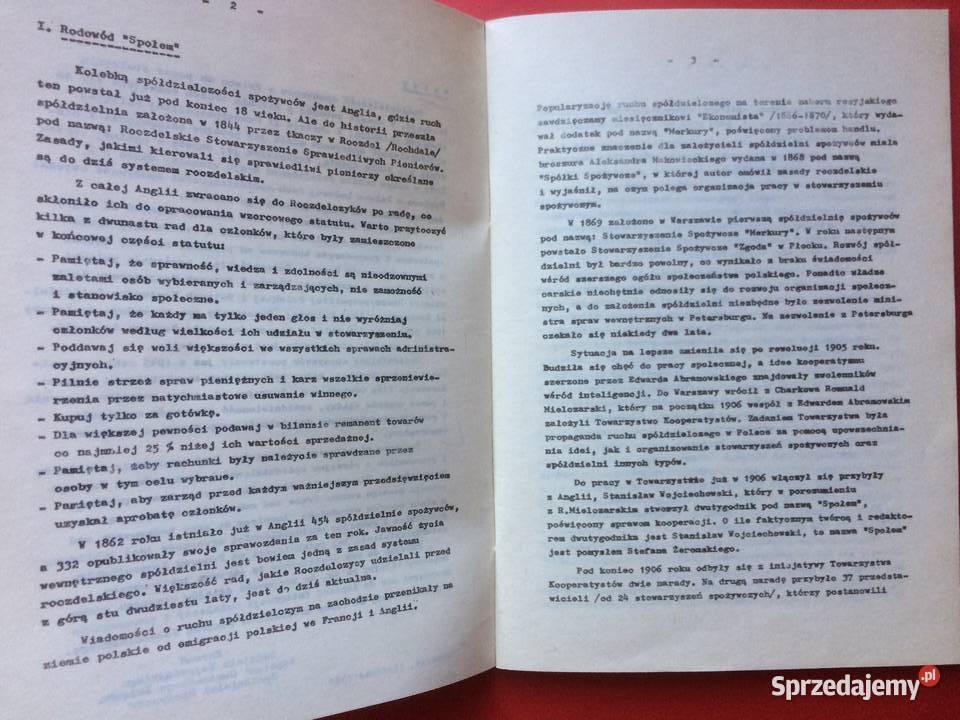 - 2 -
I. Rodowód "Społem"
Kolebką spółdzielczości spożywców jest Anglia, gdzie ruch
ten powstał już pod koniec 18 wieku. Ale do historii przeszła
spółdzielnia założona w 1844 przez tkaczy w Roczdel /Rochdale/
pod nazwą: Roczdelskie Stowarzyszenie Sprawiedliwych Pionierów.
Zasady, jakimi kierowali się sprawiedliwi pionierzy określane
są do dziś systemem roczdelskim.
Z całej Anglii zwracano się do Roczdelczyków po radę, co
skłoniło ich do opracowania wzorcowego statutu. Warto przytoczyć
kilka z dwunastu rad dla członków, które były zamieszczone
w końcowej części statutu:
- Pamiętaj, że sprawność, wiedza i zdolności są nieodzownymi
zaletami osób wybieranych i zarządzających, nie zamożność
i stanowisko społeczne.
- Pamiętaj, że każdy ma tylko jeden głos i nie wyróżniaj
członków według wielkości ich udziału w stowarzyszeniu.
- Poddawaj się woli większości we wszystkich sprawach administra-
cyjnych.
- Pilnie strzeż spraw pieniężnych i karz wszelkie sprzeniewie-
rzenia przez natychmiastowe usuwanie winnego.
- Kupuj tylko za gotówkę.
- Dla większej pewności podawaj w bilansie remanent towarów
co najmniej 25 % niżej ich wartości sprzedażnej.
- Pamiętaj, żeby rachunki były należycie sprawdzane przez
osoby w tym celu wybrane.
- Pamiętaj, aby zarząd przed każdym ważniejszym przedsięwzięciem
uzyskał aprobatę członków.
W 1862 roku istniało już w Anglii 454 spółdzielnie spożywców,
a 332 opublikowały swoje sprawozdania za ten rok. Jawność życia
wewnętrznego spółdzielni jest bowiem jedną z zasad systemu
roczdelskiego. Większość rad, jakie Roczdelczycy udzielali przed
z górą stu dwudziestu laty, jest do dziś aktualna.
Wiadomości o ruchu spółdzielczym na zachodzie przenikały na
ziemie polskie od emigracji polskiej we Francji i Anglii.
- 3 -
Popularyzację ruchu spółdzielczego na terenie zaboru rosyjskiego
zawdzięczamy miesięcznikowi "Ekonomista" /1866-1870/, który wyda-
wał dodatek pod nazwą "Merkury", poświęcony problemom handlu.
Praktyczne znaczenie dla założycieli spółdzielni spożywców miała
broszura Aleksandra Makowieckiego wydana w 1868 pod nazwą
"Spółki Spożywcze", w której autor omówił zasady roczdelskie
i wyjaśnił, na czym polega organizacja pracy w stowarzyszeniu
spożywczym.
W 1869 założono w Warszawie pierwszą spółdzielnię spożywców
pod nazwą: Stowarzyszenie Spożywcze "Merkury". W roku następnym
powstało Stowarzyszenie Spożywcze "Zgoda" w Płocku. Rozwój spół-
dzielni był bardzo powolny, co wynikało z braku świadomości
wśród szerszego ogółu społeczeństwa polskiego. Ponadto władze
carskie niechętnie odnosiły się do rozwoju organizacji społecz-
nych, a do założenia spółdzielni niezbędne było zezwolenie mini-
stra spraw wewnętrznych w Petersburgu. Na zezwolenie z Petersburga
czekało się niekiedy dwa lata.
Sytuacja na lepsze zmieniła się po rewolucji 1905 roku.
Budziła się chęć do pracy społecznej, a idee kooperatyzmu
szerzone przez Edwarda Abramowskiego znajdowały zwolenników
wśród inteligencji. Do Warszawy wrócił z Charkowa Romuald
Mielczarski, który na początku 1906 wespół z Edwardem Abramowskim
założyli Towarzystwo Kooperatystów. Zadaniem Towarzystwa była
propaganda ruchu spółdzielczego w Polsce za pomocą upowszechnia-
nia idei, jak i organizowanie stowarzyszeń spożywczych oraz
spółdzielni innych typów.
Do pracy w Towarzystwie już w 1906 włączył się przybyły
z Anglii, Stanisław Wojciechowski, który w porozumieniu
z R.Mielczarskim stworzył dwutygodnik pod nazwą "Społem",
poświęcony sprawom kooperacji. O ile faktycznym twórcą i redakto-
rem dwutygodnika jest Stanisław Wojciechowski, to nazwa "Społem"
jest pomysłem Stefana Żeromskiego.
Pod koniec 1906 roku odbyły się z inicjatywy Towarzystwa
Kooperatystów dwie narady. Na drugą naradę przybyło 37 przedsta-
wicieli /od 24 stowarzyszeń spożywczych/, którzy postanowili
Sprzedajemy.pl